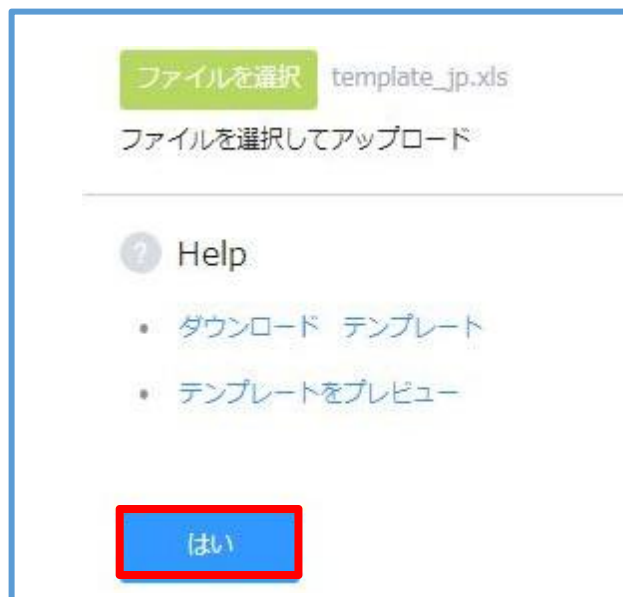 ファイルを選択 template_jp.xls
ファイルを選択してアップロード
? Help
• ダウンロード テンプレート
• テンプレートをプレビュー
はい